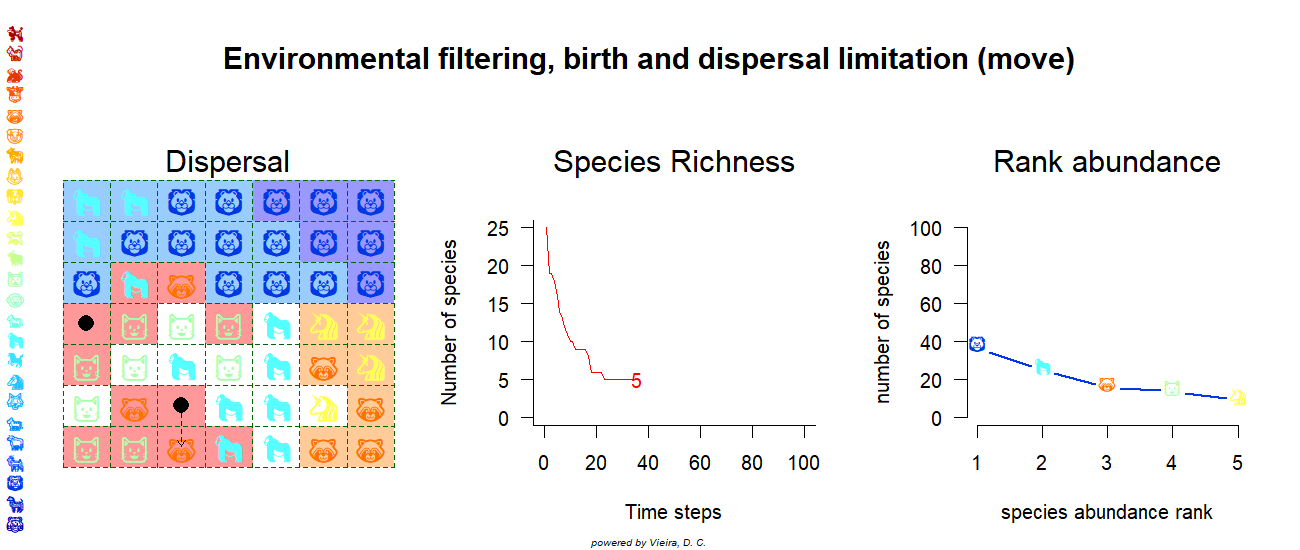 Environmental filtering, birth and dispersal limitation (move)
Dispersal
Species Richness
Number of species
25
20
15
10
5
0
5
0 20 40 60 80 100
Time steps
Rank abundance
number of species
100
80
60
40
20
0
1 2 3 4 5
species abundance rank
powered by Vieira, D. C.